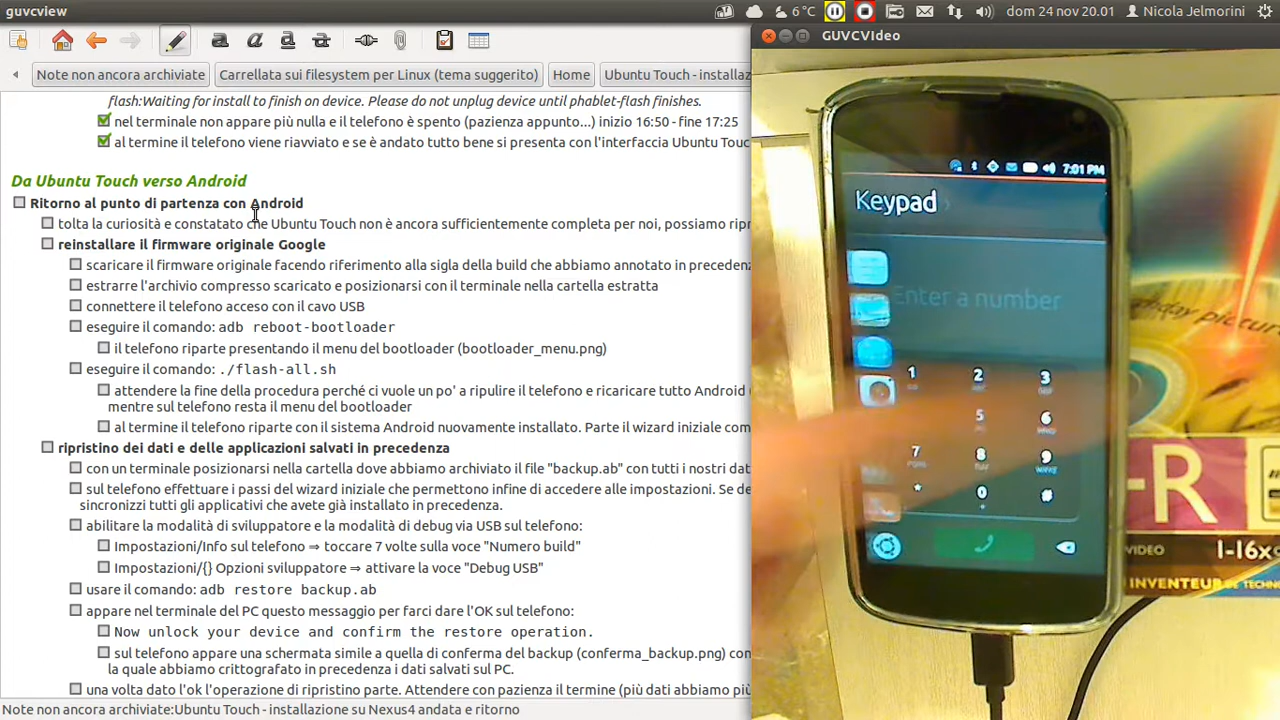 guvcview
6 °C
dom 24 nov 20.01
Nicola Jelmorini
GUVCVideo
Note non ancora archiviate
Carrellata sui filesystem per Linux (tema suggerito)
Home
Ubuntu Touch - installaz
flash:Waiting for install to finish on device. Please do not unplug device until phablet-flash finishes.
nel terminale non appare più nulla e il telefono è spento (pazienza appunto...) inizio 16:50 - fine 17:25
al termine il telefono viene riavviato e se è andato tutto bene si presenta con l'interfaccia Ubuntu Touc
Da Ubuntu Touch verso Android
Ritorno al punto di partenza con Android
tolta la curiosità e constatato che Ubuntu Touch non è ancora sufficientemente completa per noi, possiamo ripr
reinstallare il firmware originale Google
scaricare il firmware originale facendo riferimento alla sigla della build che abbiamo annotato in precedenz
estrarre l'archivio compresso scaricato e posizionarsi con il terminale nella cartella estratta
connettere il telefono acceso con il cavo USB
eseguire il comando: adb reboot-bootloader
il telefono riparte presentando il menu del bootloader (bootloader_menu.png)
eseguire il comando: ./flash-all.sh
attendere la fine della procedura perché ci vuole un po' a ripulire il telefono e ricaricare tutto Android (
mentre sul telefono resta il menu del bootloader
al termine il telefono riparte con il sistema Android nuovamente installato. Parte il wizard iniziale com
ripristino dei dati e delle applicazioni salvati in precedenza
con un terminale posizionarsi nella cartella dove abbiamo archiviato il file "backup.ab" con tutti i nostri dat
sul telefono effettuare i passi del wizard iniziale che permettono infine di accedere alle impostazioni. Se de
sincronizzi tutti gli applicativi che avete già installato in precedenza.
abilitare la modalità di sviluppatore e la modalità di debug via USB sul telefono:
Impostazioni/Info sul telefono ⇒ toccare 7 volte sulla voce "Numero build"
Impostazioni/{} Opzioni sviluppatore ⇒ attivare la voce "Debug USB"
usare il comando: adb restore backup.ab
appare nel terminale del PC questo messaggio per farci dare l'OK sul telefono:
Now unlock your device and confirm the restore operation.
sul telefono appare una schermata simile a quella di conferma del backup (conferma_backup.png) con
la quale abbiamo crittografato in precedenza i dati salvati sul PC.
una volta dato l'ok l'operazione di ripristino parte. Attendere con pazienza il termine (più dati abbiamo più
Note non ancora archiviate:Ubuntu Touch - installazione su Nexus4 andata e ritorno
7:01 PM
Keypad
Enter a number
1 2 3
5 6
7 8 9
* 0 #
-R
VIDEO
1-16x
INVENTEUR DE TECHNO